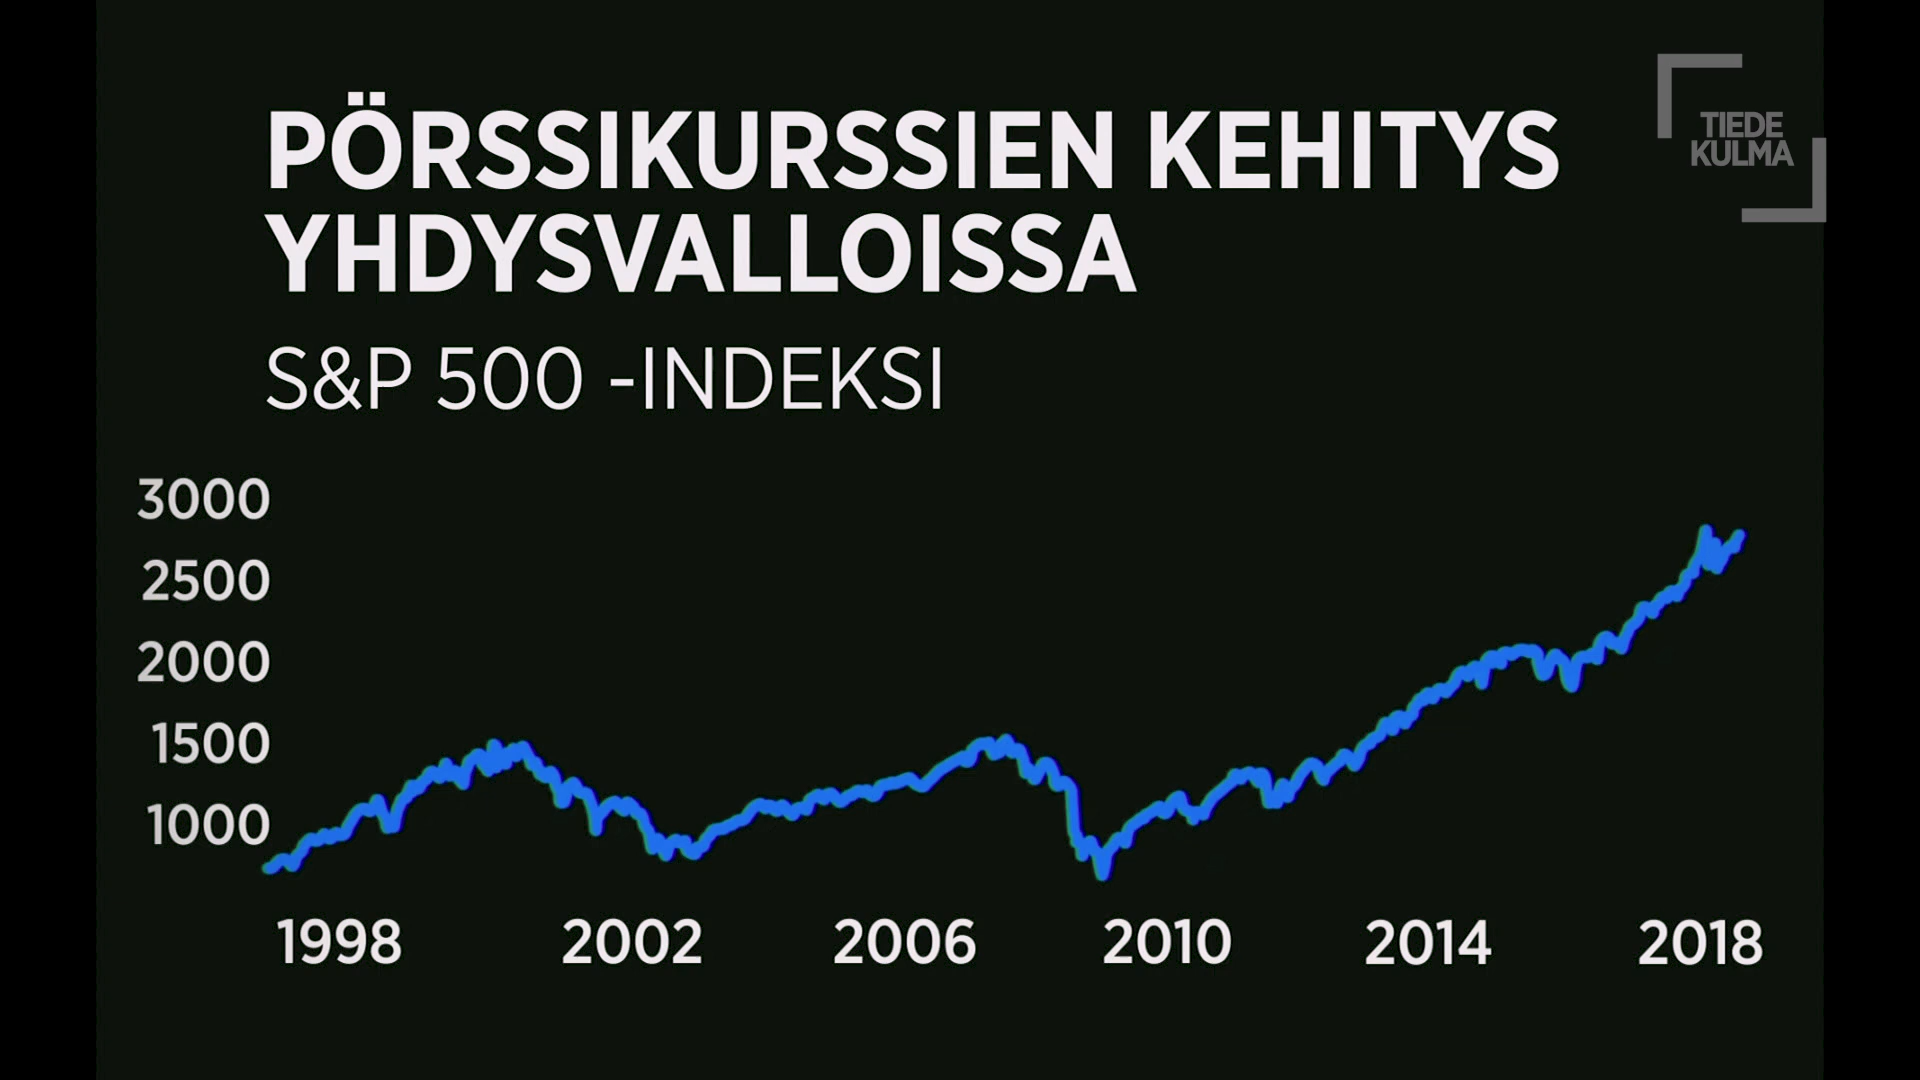 PÖRSSIKURSSIEN KEHITYS
YHDYSVALLOISSA
S&P 500 -INDEKSI
TIEDE
KULMA
3000
2500
2000
1500
1000
1998 2002 2006 2010 2014 2018